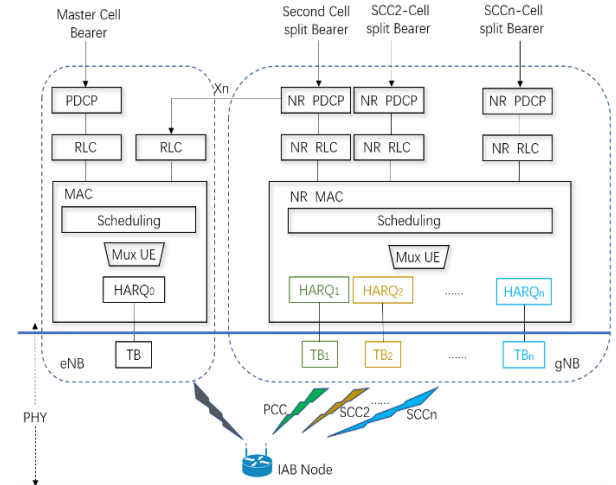 Master Cell
Bearer
Second Cell
split Bearer
SCC2-Cell
split Bearer
SCCn-Cell
split Bearer
Xn
PDCP
NR PDCP
NR PDCP
NR PDCP
RLC
RLC
NR RLC
NR RLC
NR RLC
MAC
NR MAC
Scheduling
Scheduling
Mux UE
Mux UE
HARQ0
HARQ1
HARQ2
......
HARQn
eNB
TB
TB1
TB2
......
TBn
gNB
PHY
PCC
SCC2
......
SCCn
IAB Node